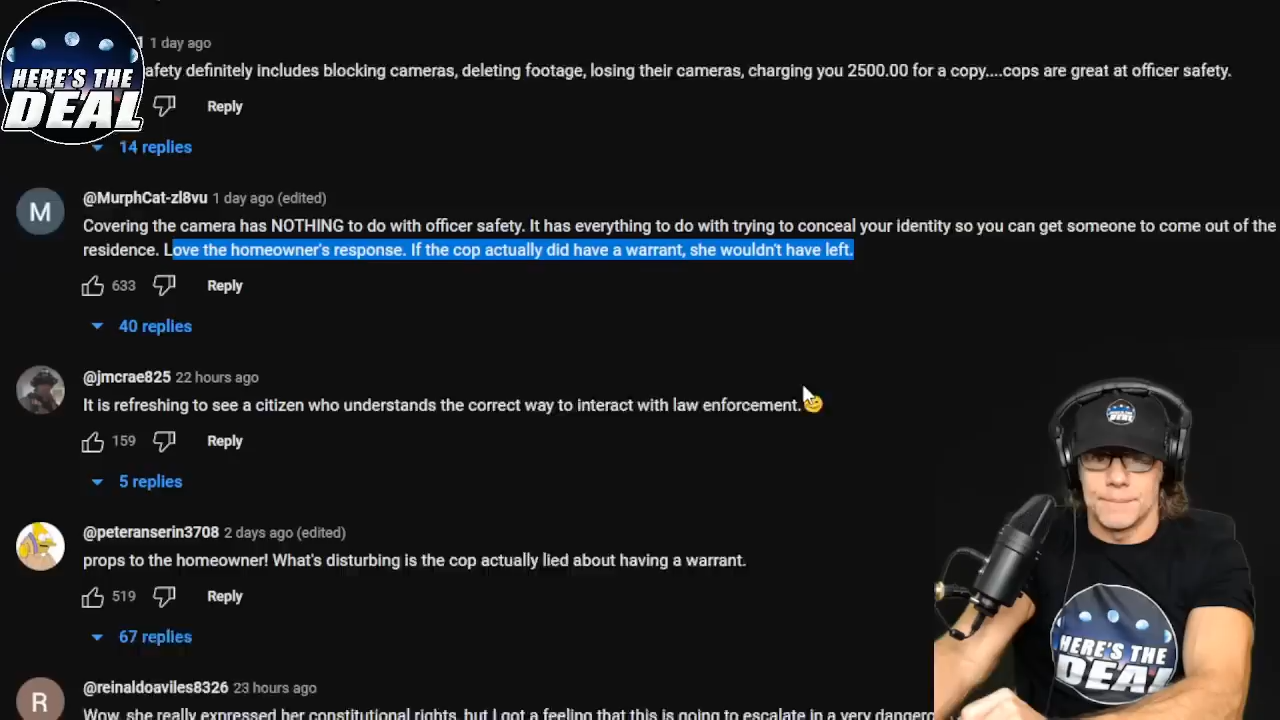 HERE'S THE
DEAL
1 day ago
afety definitely includes blocking cameras, deleting footage, losing their cameras, charging you 2500.00 for a copy....cops are great at officer safety.
Reply
14 replies
M
@MurphCat-zl8vu 1 day ago (edited)
Covering the camera has NOTHING to do with officer safety. It has everything to do with trying to conceal your identity so you can get someone to come out of the
residence. Love the homeowner's response. If the cop actually did have a warrant, she wouldn't have left.
633 Reply
40 replies
@jmcrae825 22 hours ago
It is refreshing to see a citizen who understands the correct way to interact with law enforcement.
159 Reply
5 replies
@peteranserin3708 2 days ago (edited)
props to the homeowner! What's disturbing is the cop actually lied about having a warrant.
519 Reply
67 replies
R
@reinaldoaviles8326 23 hours ago
Wow, she really expressed her constitutional rights, but I got a feeling that this is going to escalate in a very
HERE'S THE
DEAL
HERE'S THE
DEAL